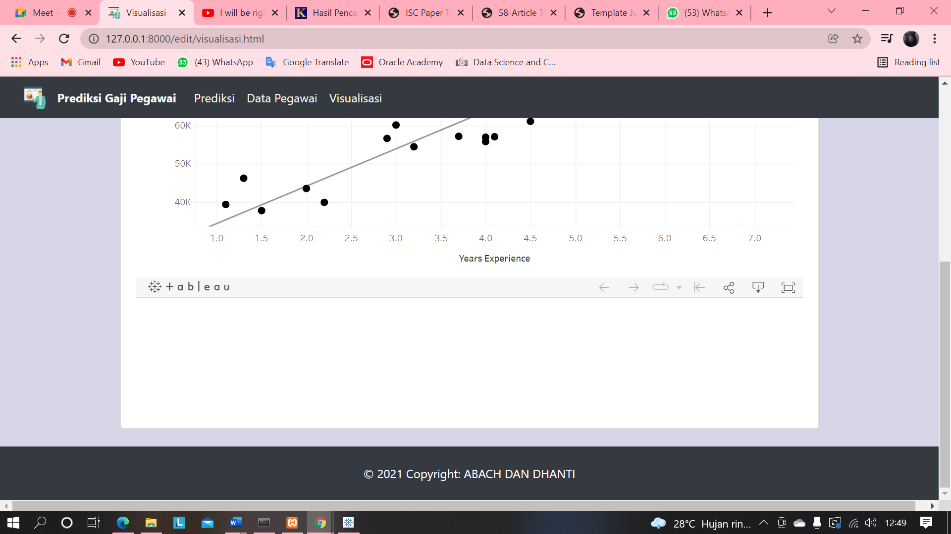 Meet -
Visualisasi
I will be rig
Hasil Penca
ISC Paper T
58-Article T
Template Ju
(53) Whats
127.0.0.1:8000/edit/visualisasi.html
Apps
Gmail
YouTube
(43) WhatsApp
Google Translate
Oracle Academy
Data Science and C...
Reading list
Prediksi Gaji Pegawai
Prediksi
Data Pegawai
Visualisasi
60K
50K
40K
1.0 1.5 2.0 2.5 3.0 3.5 4.0 4.5 5.0 5.5 6.0 6.5 7.0
Years Experience
+ a b | e a u
© 2021 Copyright: ABACH DAN DHANTI
28°C Hujan rin...
12:49